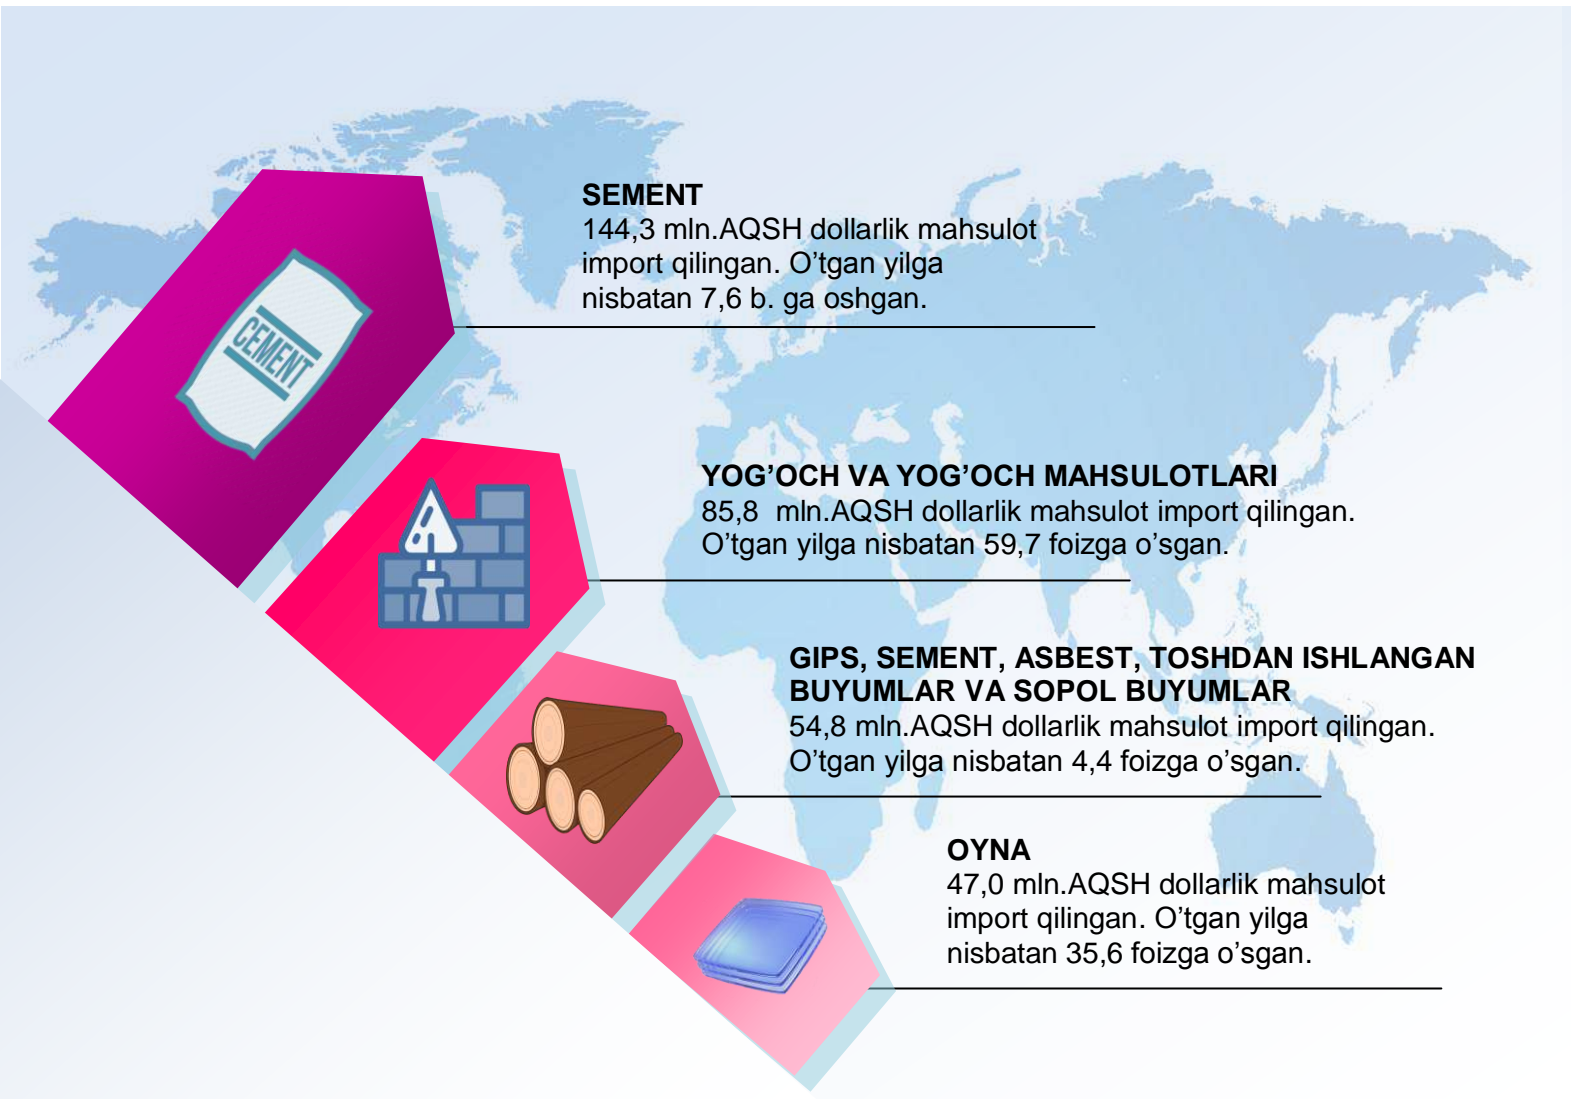 SEMENT
144,3 mln.AQSH dollarlik mahsulot
import qilingan. O’tgan yilga
nisbatan 7,6 b. ga oshgan.
CEMENT
YOG’OCH VA YOG’OCH MAHSULOTLARI
85,8 mln.AQSH dollarlik mahsulot import qilingan.
O’tgan yilga nisbatan 59,7 foizga o’sgan.
GIPS, SEMENT, ASBEST, TOSHDAN ISHLANGAN
BUYUMLAR VA SOPOL BUYUMLAR
54,8 mln.AQSH dollarlik mahsulot import qilingan.
O’tgan yilga nisbatan 4,4 foizga o’sgan.
OYNA
47,0 mln.AQSH dollarlik mahsulot
import qilingan. O’tgan yilga
nisbatan 35,6 foizga o’sgan.